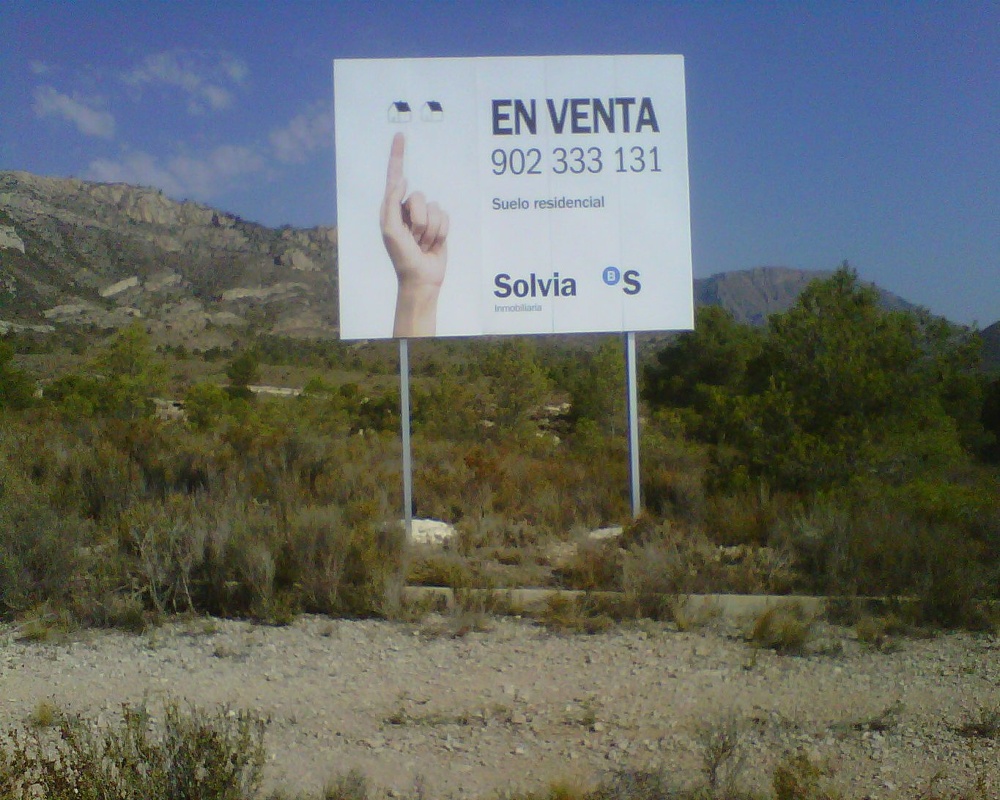 EN VENTA
902 333 131
Suelo residencial
Solvia
Inmobiliaria
B S